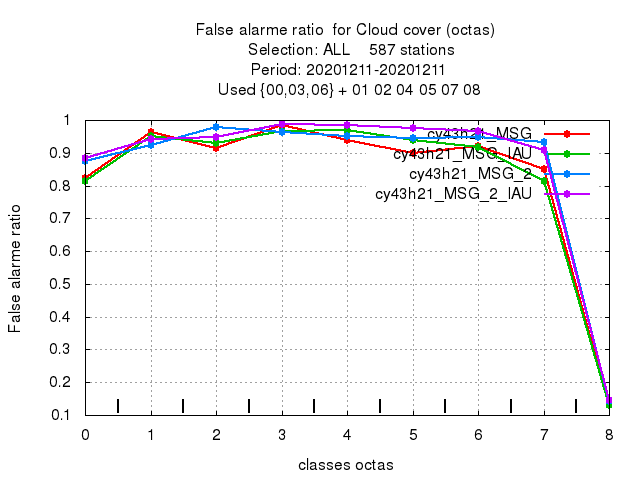 False alarme ratio  for Cloud cover (octas)
Selection: ALL    587 stations
Period: 20201211-20201211
Used {00,03,06} + 01 02 04 05 07 08
cy43h21_MSG
cy43h21_MSG_IAU
cy43h21_MSG_2
cy43h21_MSG_2_IAU
False alarme ratio
1
0.9
0.8
0.7
0.6
0.5
0.4
0.3
0.2
0.1
0 1 2 3 4 5 6 7 8
classes octas